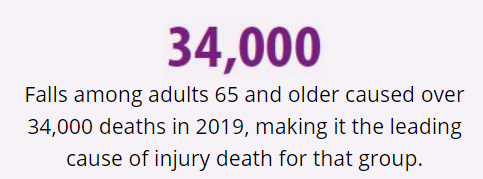 34,000
Falls among adults 65 and older caused over
34,000 deaths in 2019, making it the leading
cause of injury death for that group.